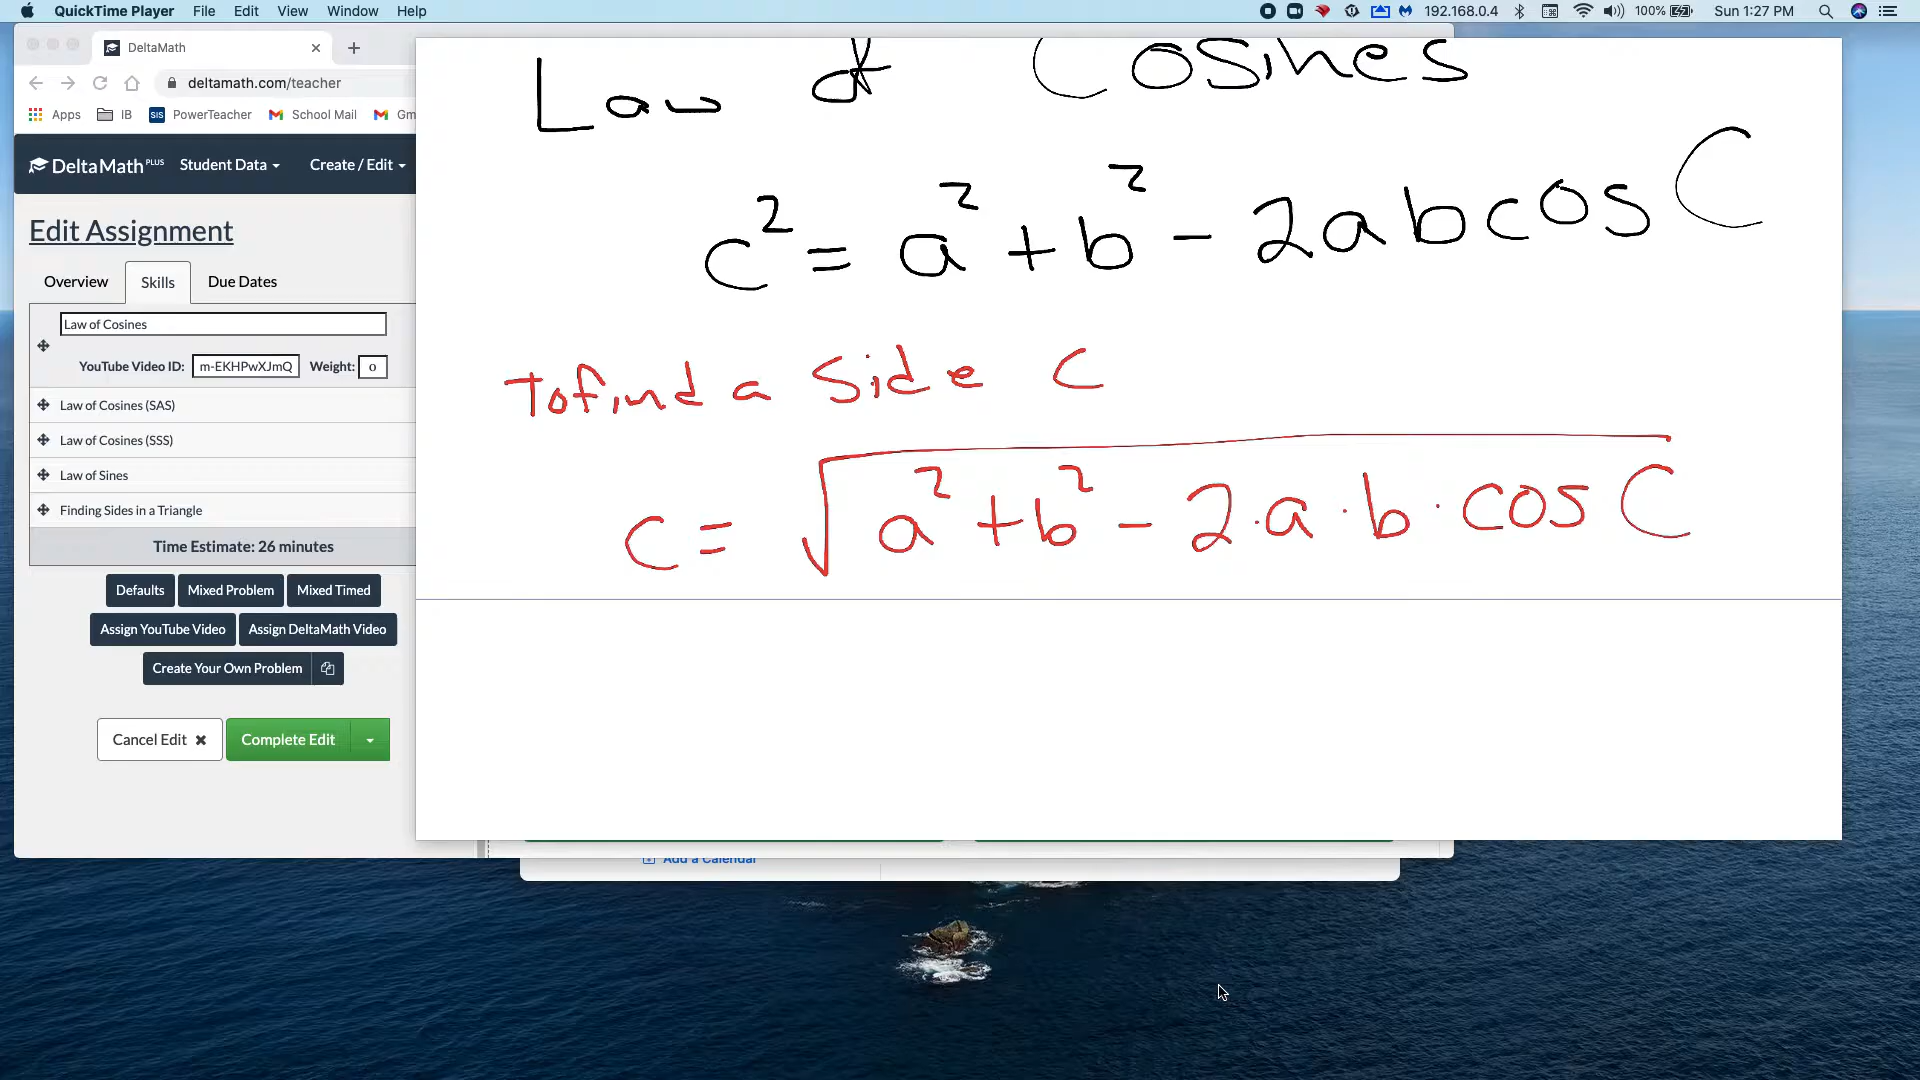 QuickTime Player File Edit View Window Help 192.168.0.4 100% Sun 1:27 PM
DeltaMath
deltamath.com/teacher
Apps IB SIS PowerTeacher School Mail Gm
DeltaMath PLUS Student Data Create / Edit
Edit Assignment
Overview Skills Due Dates
Law of Cosines
YouTube Video ID: m-EKHPwXJmQ Weight: 0
Law of Cosines (SAS)
Law of Cosines (SSS)
Law of Sines
Finding Sides in a Triangle
Time Estimate: 26 minutes
Defaults Mixed Problem Mixed Timed
Assign YouTube Video Assign DeltaMath Video
Create Your Own Problem
Cancel Edit Complete Edit
Law of Cosines
c² = a² + b² - 2abcos C
To find a Side C
c = √a² + b² - 2·a·b·cos C
Add a Calendar